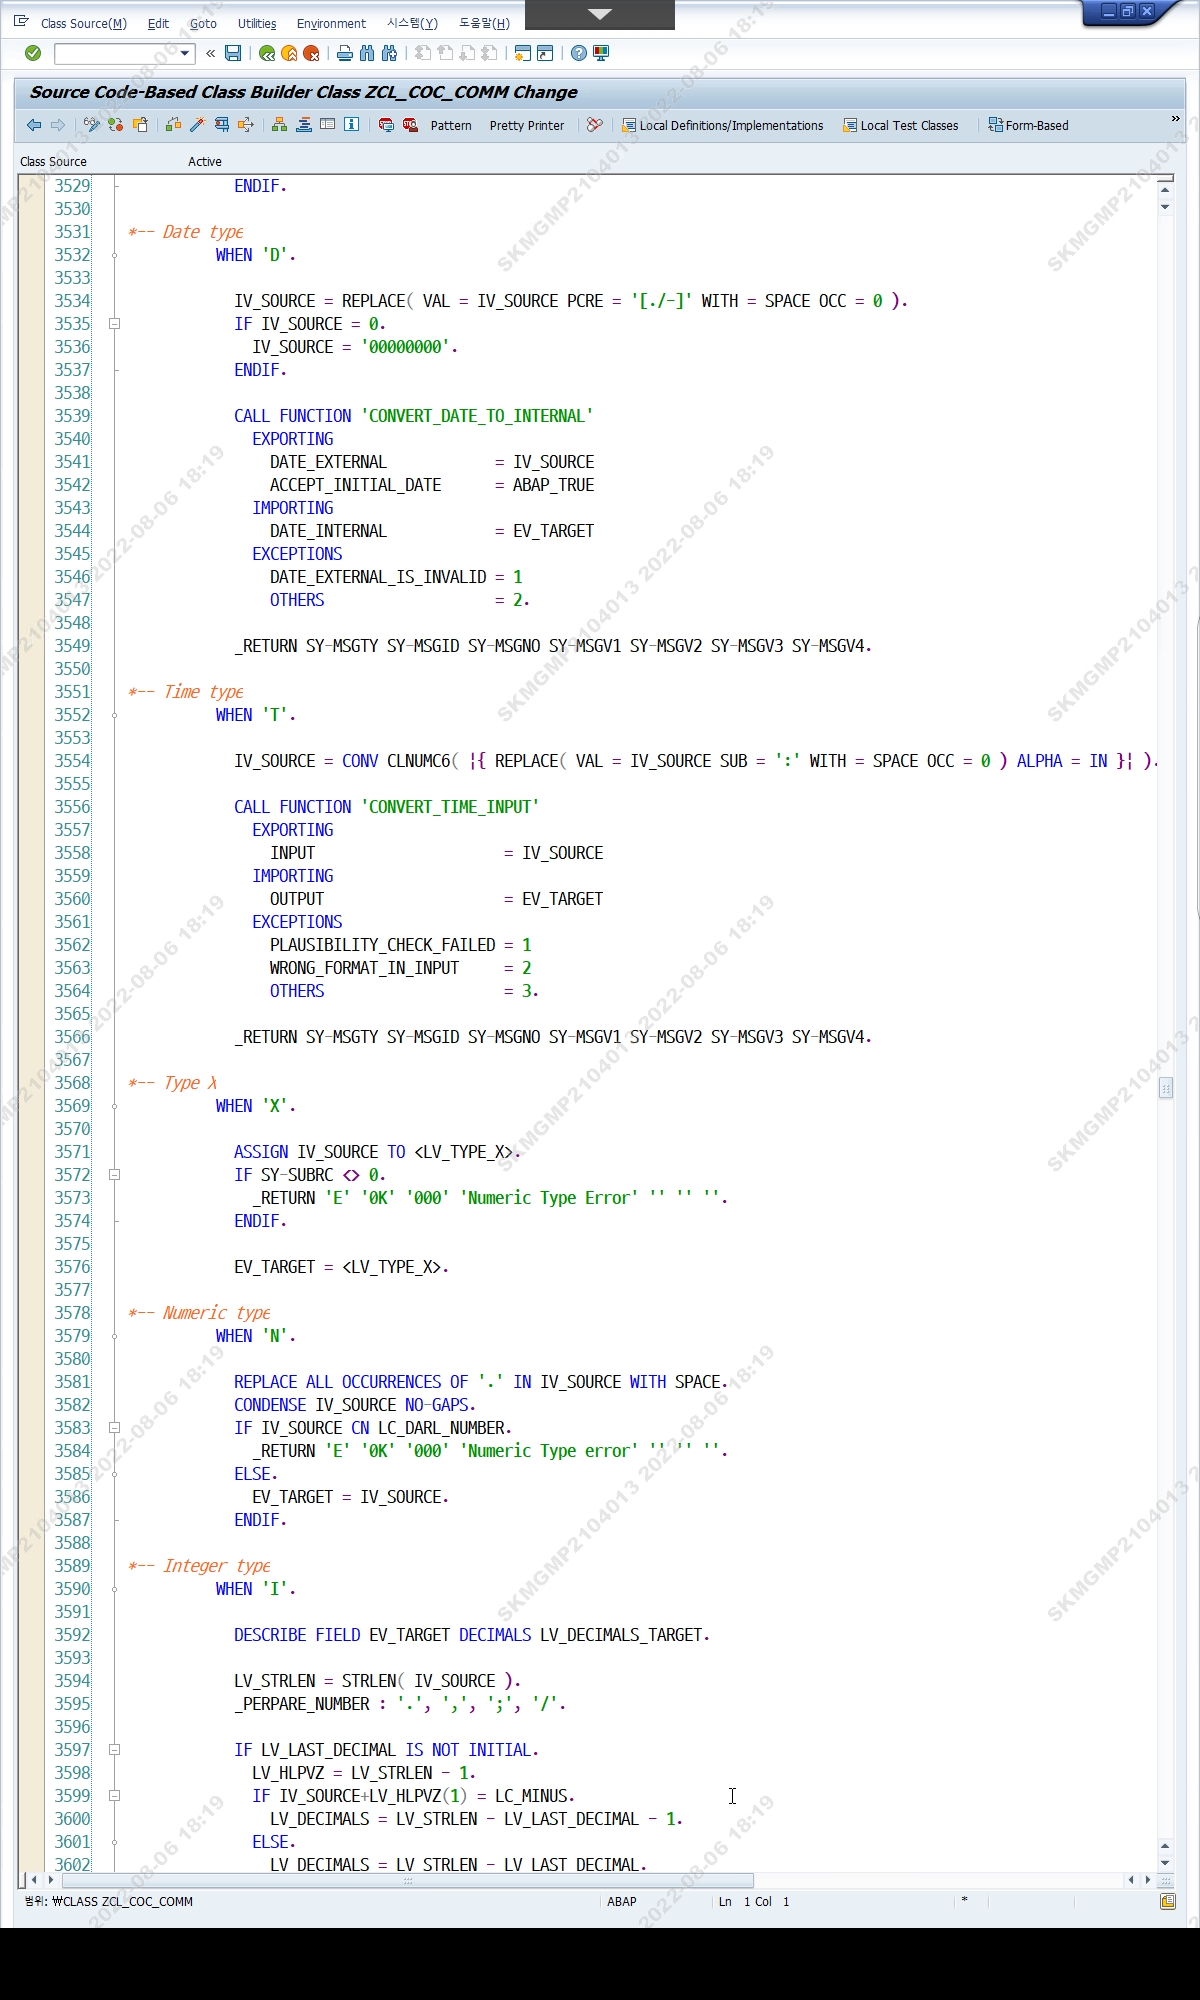 Class Source(M) Edit Goto Utilities Environment 시스템(Y) 도움말(H)
Source Code-Based Class Builder Class ZCL_COC_COMM Change
Pattern Pretty Printer Local Definitions/Implementations Local Test Classes Form-Based
Class Source Active
3529 ENDIF.
3530
3531 *-- Date type
3532 WHEN 'D'.
3533
3534 IV_SOURCE = REPLACE( VAL = IV_SOURCE PCRE = '[./-]' WITH = SPACE OCC = 0 ).
3535 IF IV_SOURCE = 0.
3536 IV_SOURCE = '00000000'.
3537 ENDIF.
3538
3539 CALL FUNCTION 'CONVERT_DATE_TO_INTERNAL'
3540 EXPORTING
3541 DATE_EXTERNAL = IV_SOURCE
3542 ACCEPT_INITIAL_DATE = ABAP_TRUE
3543 IMPORTING
3544 DATE_INTERNAL = EV_TARGET
3545 EXCEPTIONS
3546 DATE_EXTERNAL_IS_INVALID = 1
3547 OTHERS = 2.
3548
3549 _RETURN SY-MSGTY SY-MSGID SY-MSGNO SY-MSGV1 SY-MSGV2 SY-MSGV3 SY-MSGV4.
3550
3551 *-- Time type
3552 WHEN 'T'.
3553
3554 IV_SOURCE = CONV CLNUMC6( |{ REPLACE( VAL = IV_SOURCE SUB = ':' WITH = SPACE OCC = 0 ) ALPHA = IN }| ).
3555
3556 CALL FUNCTION 'CONVERT_TIME_INPUT'
3557 EXPORTING
3558 INPUT = IV_SOURCE
3559 IMPORTING
3560 OUTPUT = EV_TARGET
3561 EXCEPTIONS
3562 PLAUSIBILITY_CHECK_FAILED = 1
3563 WRONG_FORMAT_IN_INPUT = 2
3564 OTHERS = 3.
3565
3566 _RETURN SY-MSGTY SY-MSGID SY-MSGNO SY-MSGV1 SY-MSGV2 SY-MSGV3 SY-MSGV4.
3567
3568 *-- Type X
3569 WHEN 'X'.
3570
3571 ASSIGN IV_SOURCE TO <LV_TYPE_X>.
3572 IF SY-SUBRC <> 0.
3573 _RETURN 'E' '0K' '000' 'Numeric Type Error' '' '' ''.
3574 ENDIF.
3575
3576 EV_TARGET = <LV_TYPE_X>.
3577
3578 *-- Numeric type
3579 WHEN 'N'.
3580
3581 REPLACE ALL OCCURRENCES OF '.' IN IV_SOURCE WITH SPACE.
3582 CONDENSE IV_SOURCE NO-GAPS.
3583 IF IV_SOURCE CN LC_DARL_NUMBER.
3584 _RETURN 'E' '0K' '000' 'Numeric Type error' '' '' ''.
3585 ELSE.
3586 EV_TARGET = IV_SOURCE.
3587 ENDIF.
3588
3589 *-- Integer type
3590 WHEN 'I'.
3591
3592 DESCRIBE FIELD EV_TARGET DECIMALS LV_DECIMALS_TARGET.
3593
3594 LV_STRLEN = STRLEN( IV_SOURCE ).
3595 _PERPARE_NUMBER : '.', ',', ';', '/'.
3596
3597 IF LV_LAST_DECIMAL IS NOT INITIAL.
3598 LV_HLPVZ = LV_STRLEN - 1.
3599 IF IV_SOURCE+LV_HLPVZ(1) = LC_MINUS.
3600 LV_DECIMALS = LV_STRLEN - LV_LAST_DECIMAL - 1.
3601 ELSE.
3602 LV_DECIMALS = LV_STRLEN - LV_LAST_DECIMAL.
범위: ₩CLASS ZCL_COC_COMM ABAP Ln 1 Col 1 *
SKMGMP2104013 2022-08-06 18:19